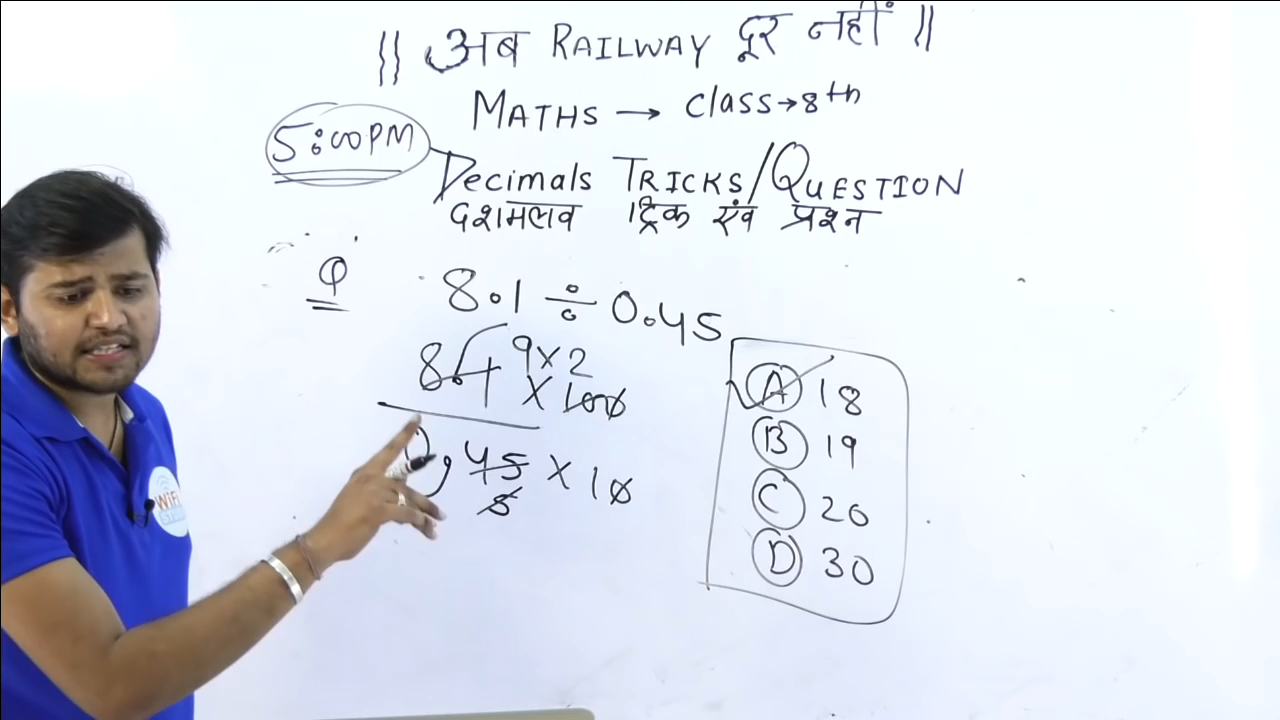 || अब RAILWAY दूर नहीं ||
MATHS → Class→8th
5:00PM
Decimals TRICKS/QUESTION
दशमलव ट्रिक एंव प्रश्न
Q
8.1 ÷ 0.45
9×2
8.1 × 100
0.45 × 10
5
A 18
B 19
C 20
D 30
WiFi